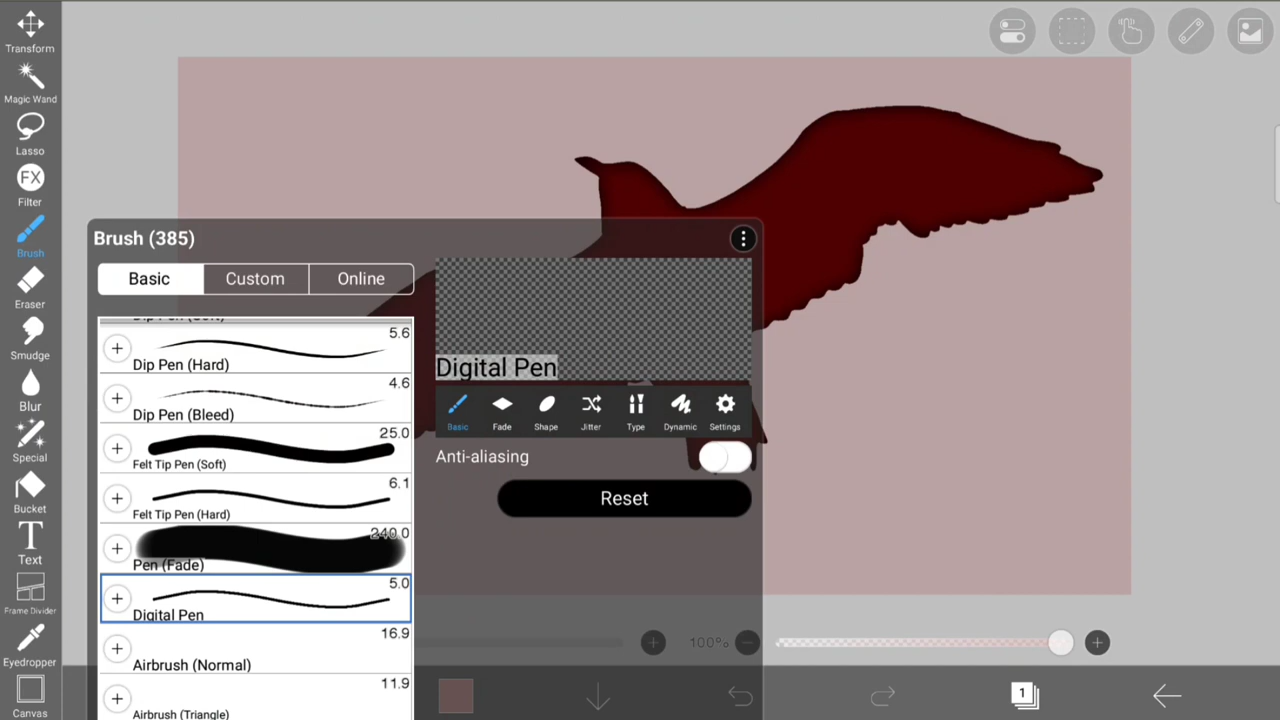 Transform
Magic Wand
Lasso
FX
Filter
Brush
Eraser
Smudge
Blur
Special
Bucket
T
Text
Frame Divider
Eyedropper
Canvas
Brush (385)
Basic Custom Online
Dip Pen (Soft)
5.6
Dip Pen (Hard)
4.6
Dip Pen (Bleed)
25.0
Felt Tip Pen (Soft)
6.1
Felt Tip Pen (Hard)
240.0
Pen (Fade)
5.0
Digital Pen
16.9
Airbrush (Normal)
11.9
Airbrush (Triangle)
Digital Pen
Basic Fade Shape Jitter Type Dynamic Settings
Anti-aliasing
Reset
100%
1